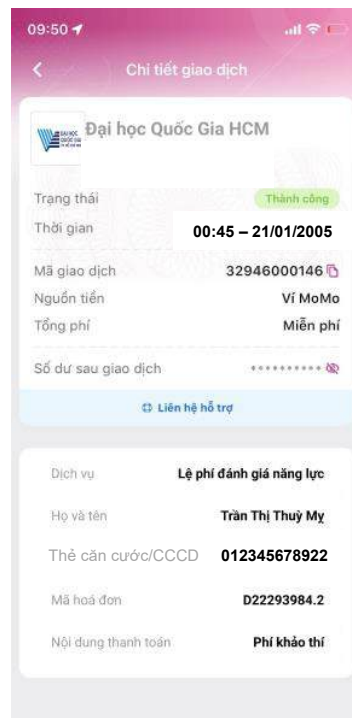 09:50
Chi tiết giao dịch
Đại học Quốc Gia HCM
Trạng thái Thành công
Thời gian 00:45 – 21/01/2005
Mã giao dịch 32946000146
Nguồn tiền Ví MoMo
Tổng phí Miễn phí
Số dư sau giao dịch **********
Liên hệ hỗ trợ
Dịch vụ Lệ phí đánh giá năng lực
Họ và tên Trần Thị Thuỳ My
Thẻ căn cước/CCCD 012345678922
Mã hoá đơn D22293984.2
Nội dung thanh toán Phí khảo thí